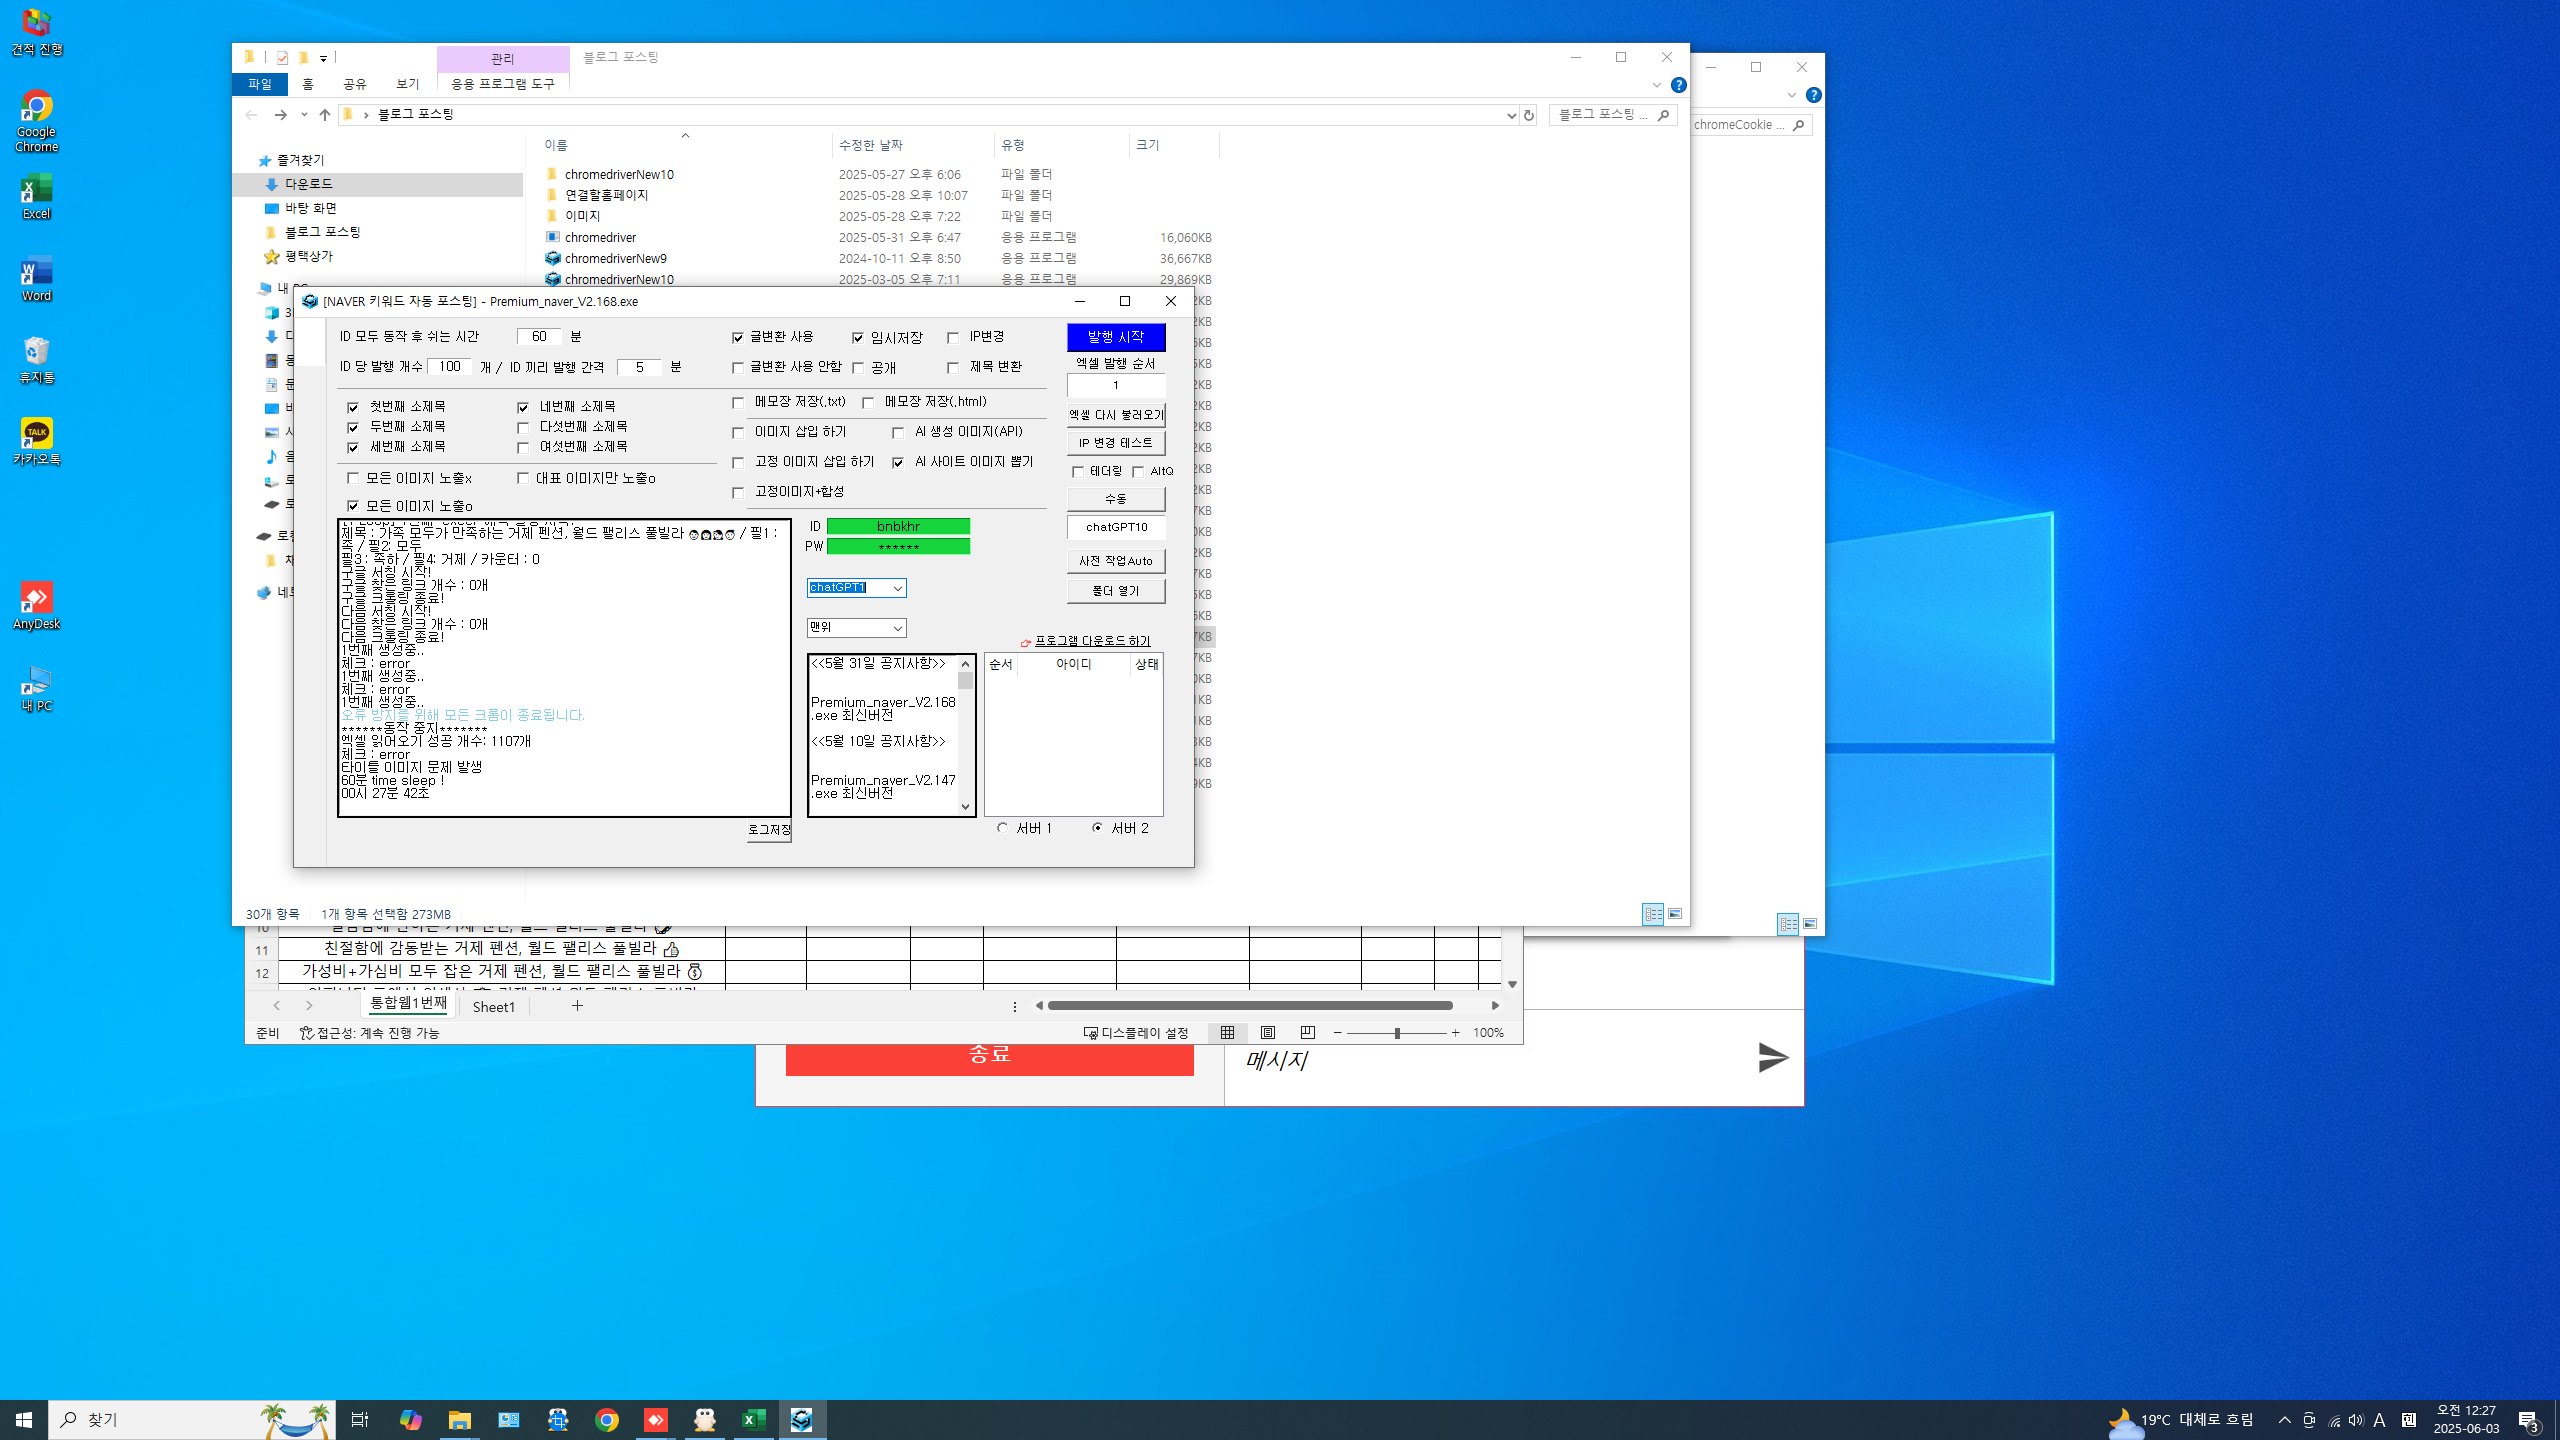 견적 진행
Google Chrome
Excel
Word
휴지통
카카오톡
AnyDesk
내 PC
관리
블로그 포스팅
파일
홈
공유
보기
응용 프로그램 도구
블로그 포스팅
블로그 포스팅 ...
chromeCookie ...
즐겨찾기
다운로드
바탕 화면
블로그 포스팅
평택상가
이름
수정한 날짜
유형
크기
chromedriverNew10 2025-05-27 오후 6:06 파일 폴더
연결할홈페이지 2025-05-28 오후 10:07 파일 폴더
이미지 2025-05-28 오후 7:22 파일 폴더
chromedriver 2025-05-31 오후 6:47 응용 프로그램 16,060KB
chromedriverNew9 2024-10-11 오후 8:50 응용 프로그램 36,667KB
chromedriverNew10 2025-03-05 오후 7:11 응용 프로그램 29,869KB
[NAVER 키워드 자동 포스팅] - Premium_naver_V2.168.exe
ID 모두 동작 후 쉬는 시간 60 분
ID 당 발행 개수 100 개 / ID 끼리 발행 간격 5 분
글변환 사용
임시저장
IP변경
글변환 사용 안함
공개
제목 변환
메모장 저장(.txt)
메모장 저장(.html)
첫번째 소제목
네번째 소제목
두번째 소제목
다섯번째 소제목
세번째 소제목
여섯번째 소제목
이미지 삽입 하기
AI 생성 이미지(API)
고정 이미지 삽입 하기
AI 사이트 이미지 뽑기
고정이미지+합성
모든 이미지 노출x
대표 이미지만 노출o
모든 이미지 노출o
발행 시작
엑셀 발행 순서
1
엑셀 다시 불러오기
IP 변경 테스트
테더링
AltQ
수동
chatGPT10
사전 작업Auto
폴더 열기
제목 : 가족 모두가 만족하는 거제 펜션, 월드 팰리스 풀빌라 / 필1 :
족 / 필2: 모두
필3 : 족하 / 필4: 거제 / 카운터 : 0
구글 서칭 시작!
구글 찾은 링크 개수 : 0개
구글 크롤링 종료!
다음 서칭 시작!
다음 찾은 링크 개수 : 0개
다음 크롤링 종료!
1번째 생성중..
체크 : error
1번째 생성중..
체크 : error
1번째 생성중..
오류 방지를 위해 모든 크롬이 종료됩니다.
******동작 중지*******
엑셀 읽어오기 성공 개수: 1107개
체크 : error
타이틀 이미지 문제 발생
60분 time sleep !
00시 27분 42초
로그저장
ID bnbkhr
PW ******
chatGPT1
맨위
프로그램 다운로드 하기
<<5월 31일 공지사항>>
Premium_naver_V2.168
.exe 최신버전
<<5월 10일 공지사항>>
Premium_naver_V2.147
.exe 최신버전
순서
아이디
상태
서버 1
서버 2
30개 항목
1개 항목 선택함 273MB
11 친절함에 감동받는 거제 펜션, 월드 팰리스 풀빌라
12 가성비+가심비 모두 잡은 거제 펜션, 월드 팰리스 풀빌라
통합웹1번째
Sheet1
준비
접근성: 계속 진행 가능
디스플레이 설정
100%
종료
메시지
찾기
19°C 대체로 흐림
A
오전 12:27
2025-06-03
3